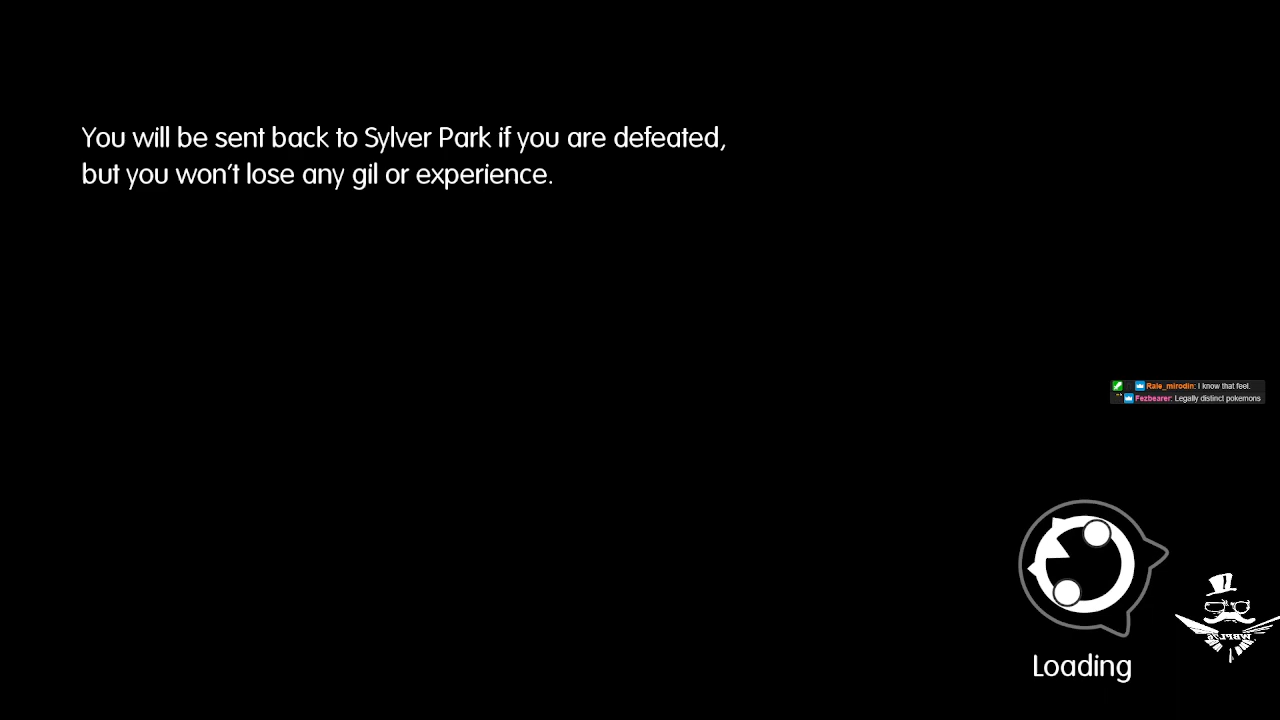 You will be sent back to Sylver Park if you are defeated,
but you won't lose any gil or experience.
Rale_mirodin: I know that feel.
Fezbearer: Legally distinct pokemons
Loading